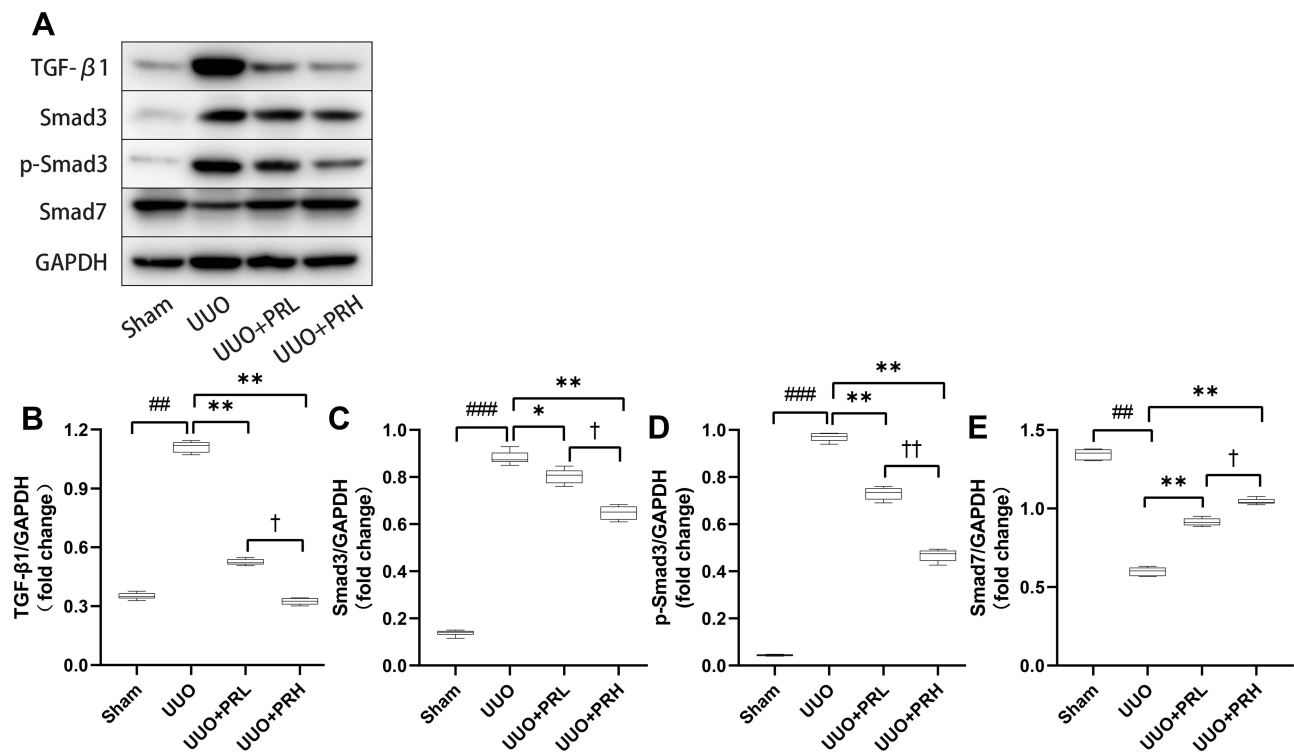 A
TGF-β1
Smad3
p-Smad3
Smad7
GAPDH
Sham
UUO
UUO+PRL
UUO+PRH
B
TGF-β1/GAPDH
(fold change)
1.2
0.9
0.6
0.3
0.0
##
**
**
†
Sham
UUO
UUO+PRL
UUO+PRH
C
Smad3/GAPDH
(fold change)
1.0
0.8
0.6
0.4
0.2
0.0
###
*
**
†
Sham
UUO
UUO+PRL
UUO+PRH
D
p-Smad3/GAPDH
(fold change)
1.0
0.8
0.6
0.4
0.2
0.0
###
**
**
††
Sham
UUO
UUO+PRL
UUO+PRH
E
Smad7/GAPDH
(fold change)
1.5
1.0
0.5
0.0
##
**
**
†
Sham
UUO
UUO+PRL
UUO+PRH